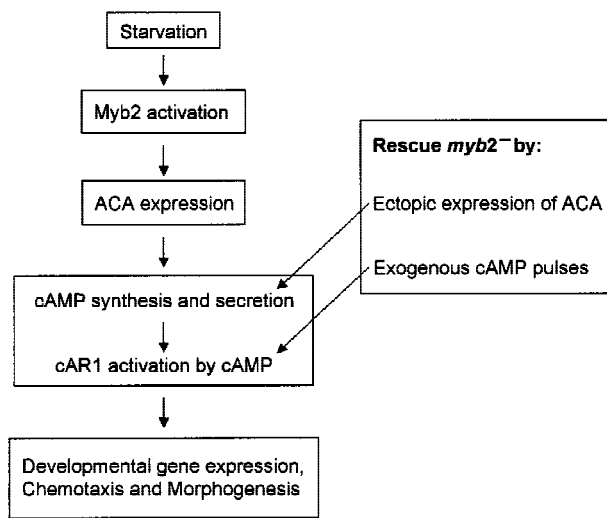 Starvation
Myb2 activation
ACA expression
cAMP synthesis and secretion
cAR1 activation by cAMP
Developmental gene expression,
Chemotaxis and Morphogenesis
Rescue myb2⁻ by:
Ectopic expression of ACA
Exogenous cAMP pulses